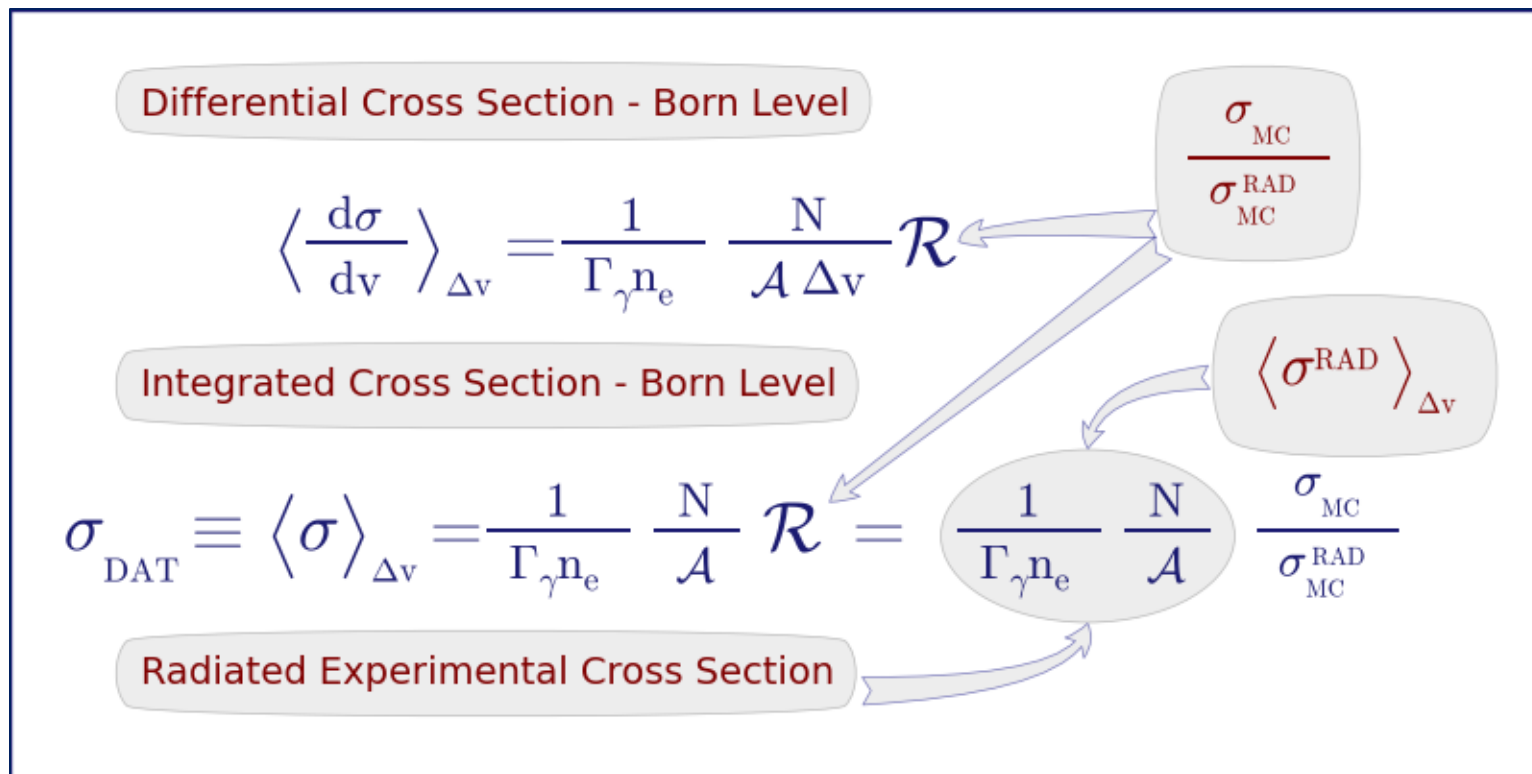 Differential Cross Section - Born Level
σ_MC / σ_MC^RAD
⟨ dσ / dv ⟩_Δv = 1 / Γ_γ n_e N / 𝒜 Δv ℛ
Integrated Cross Section - Born Level
⟨ σ^RAD ⟩_Δv
σ_DAT ≡ ⟨ σ ⟩_Δv = 1 / Γ_γ n_e N / 𝒜 ℛ = 1 / Γ_γ n_e N / 𝒜 σ_MC / σ_MC^RAD
Radiated Experimental Cross Section